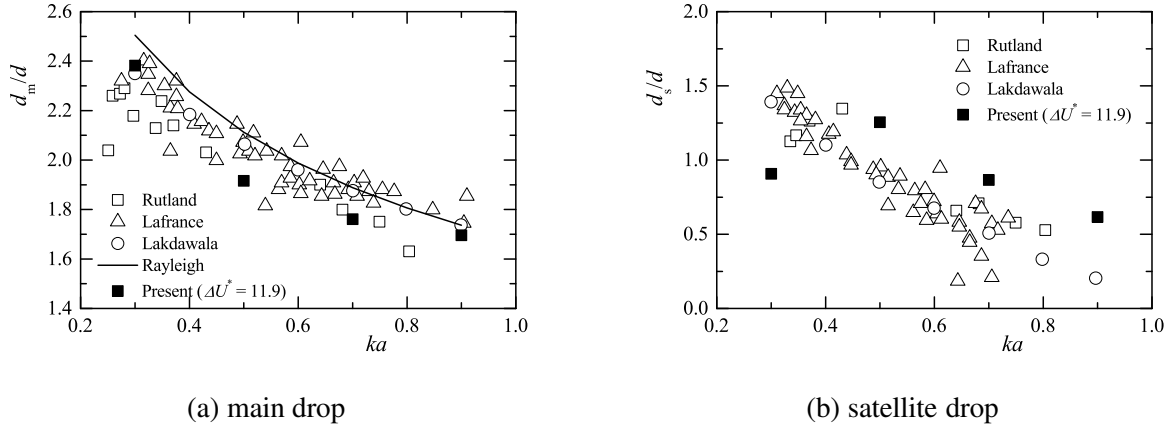 2.6
2.4
2.2
2.0
1.8
1.6
1.4
0.2 0.4 0.6 0.8 1.0
d_m/d
ka
Rutland
Lafrance
Lakdawala
Rayleigh
Present (ΔU* = 11.9)
(a) main drop
2.0
1.5
1.0
0.5
0.0
0.2 0.4 0.6 0.8 1.0
d_s/d
ka
Rutland
Lafrance
Lakdawala
Present (ΔU* = 11.9)
(b) satellite drop